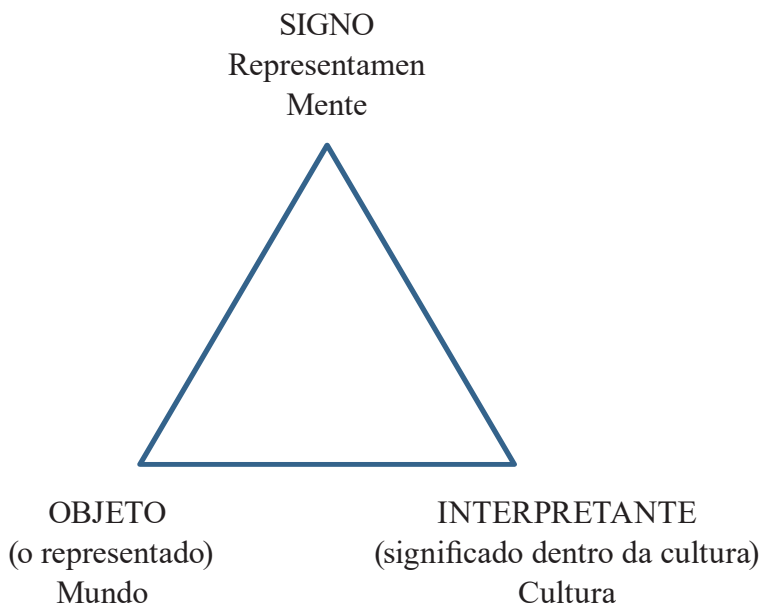 SIGNO
Representamen
Mente
OBJETO
(o representado)
Mundo
INTERPRETANTE
(significado dentro da cultura)
Cultura